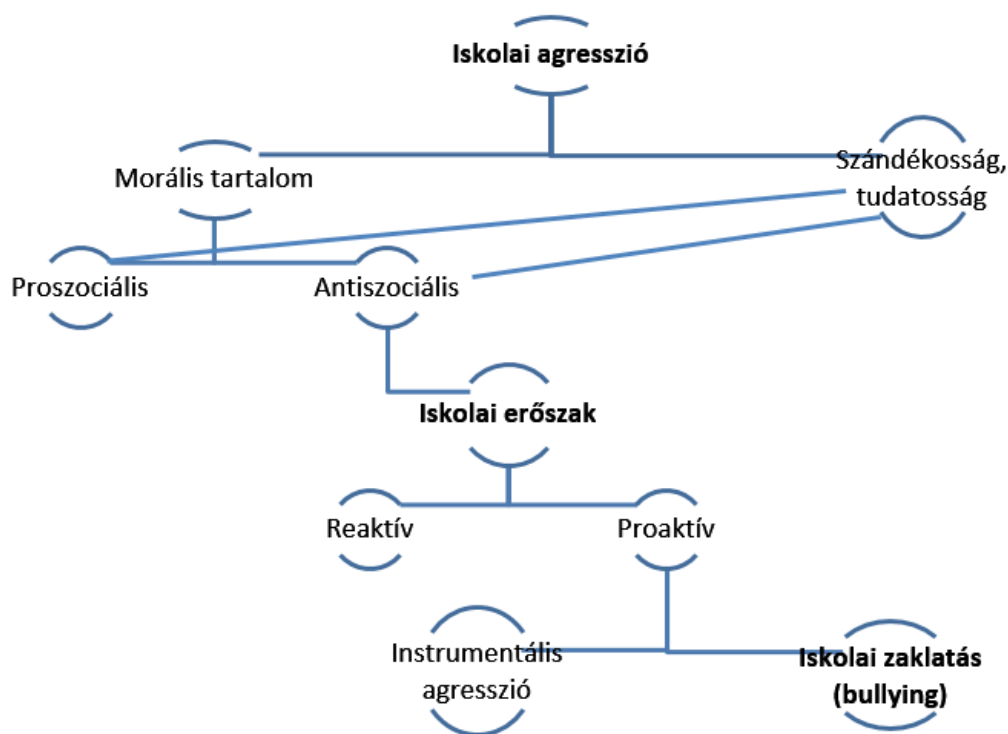 Iskolai agresszió
Morális tartalom
Szándékosság,
tudatosság
Proszociális
Antiszociális
Iskolai erőszak
Reaktív
Proaktív
Instrumentális
agresszió
Iskolai zaklatás
(bullying)